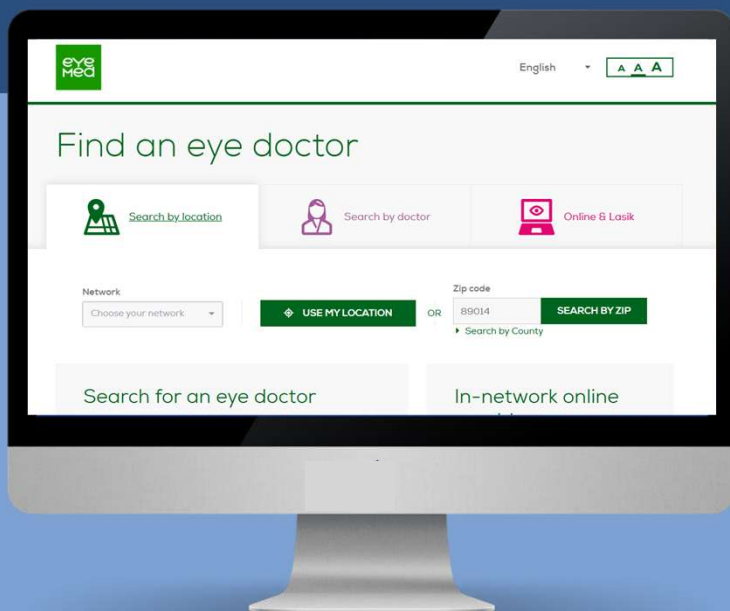 eye
med
English
A A A
Find an eye doctor
Search by location
Search by doctor
Online & Lasik
Network
Choose your network
USE MY LOCATION
OR
Zip code
89014
SEARCH BY ZIP
Search by County
Search for an eye doctor
In-network online